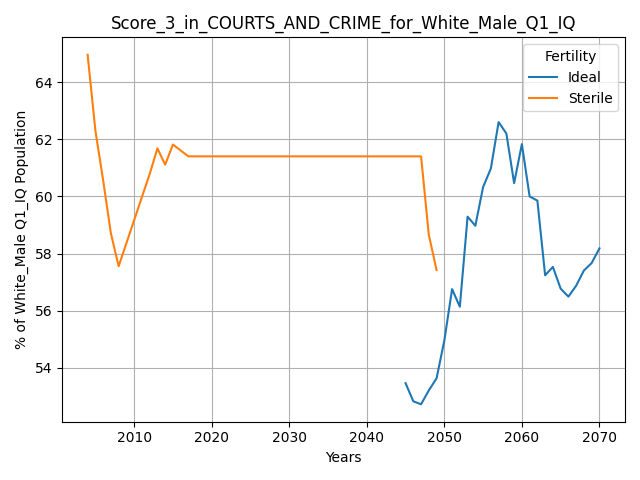 Score_3_in_COURTS_AND_CRIME_for_White_Male_Q1_IQ
Fertility
Ideal
Sterile
% of White_Male Q1_IQ Population
64
62
60
58
56
54
2010
2020
2030
2040
2050
2060
2070
Years